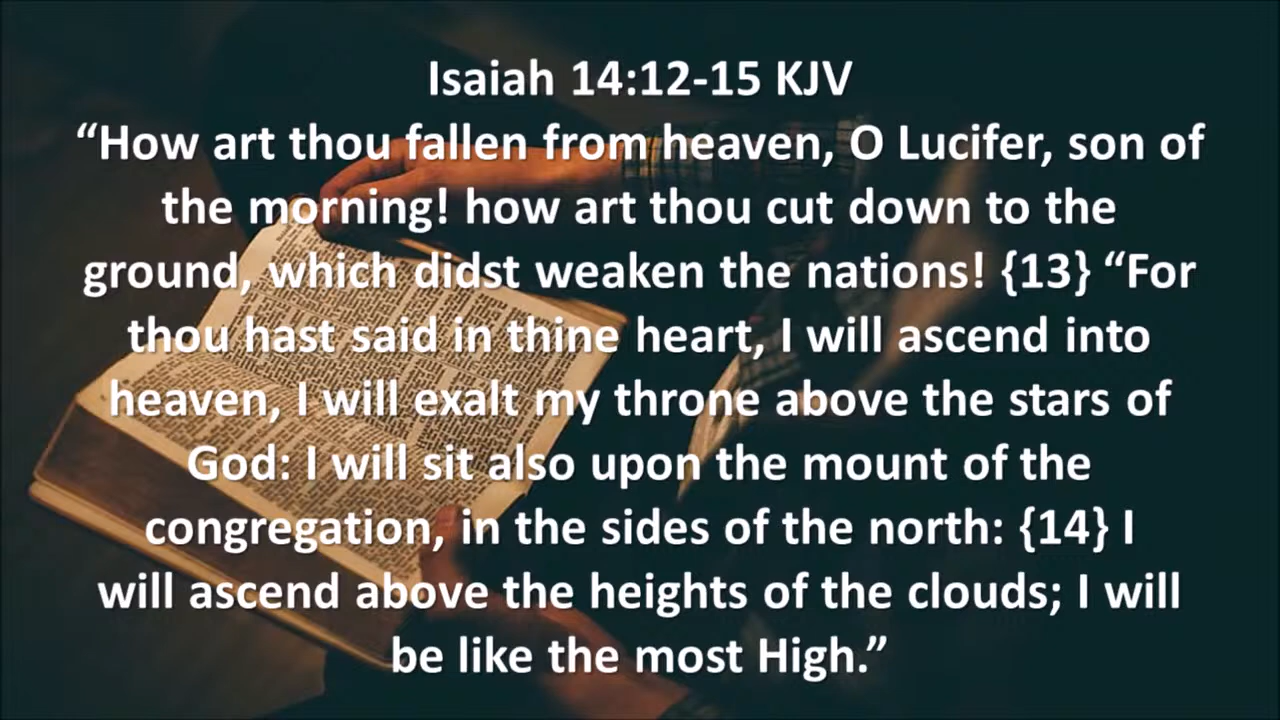 Isaiah 14:12-15 KJV
“How art thou fallen from heaven, O Lucifer, son of
the morning! how art thou cut down to the
ground, which didst weaken the nations! {13} “For
thou hast said in thine heart, I will ascend into
heaven, I will exalt my throne above the stars of
God: I will sit also upon the mount of the
congregation, in the sides of the north: {14} I
will ascend above the heights of the clouds; I will
be like the most High.”